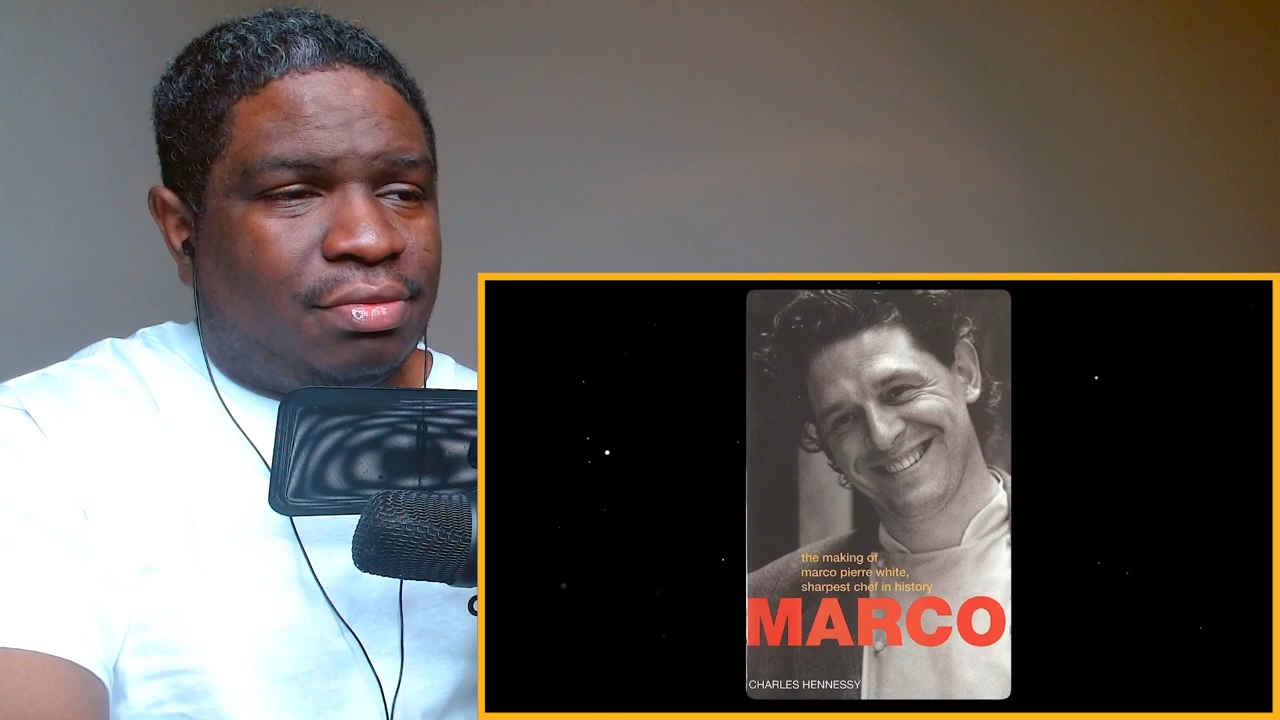 the making of
marco pierre white,
sharpest chef in history
MARCO
CHARLES HENNESSY